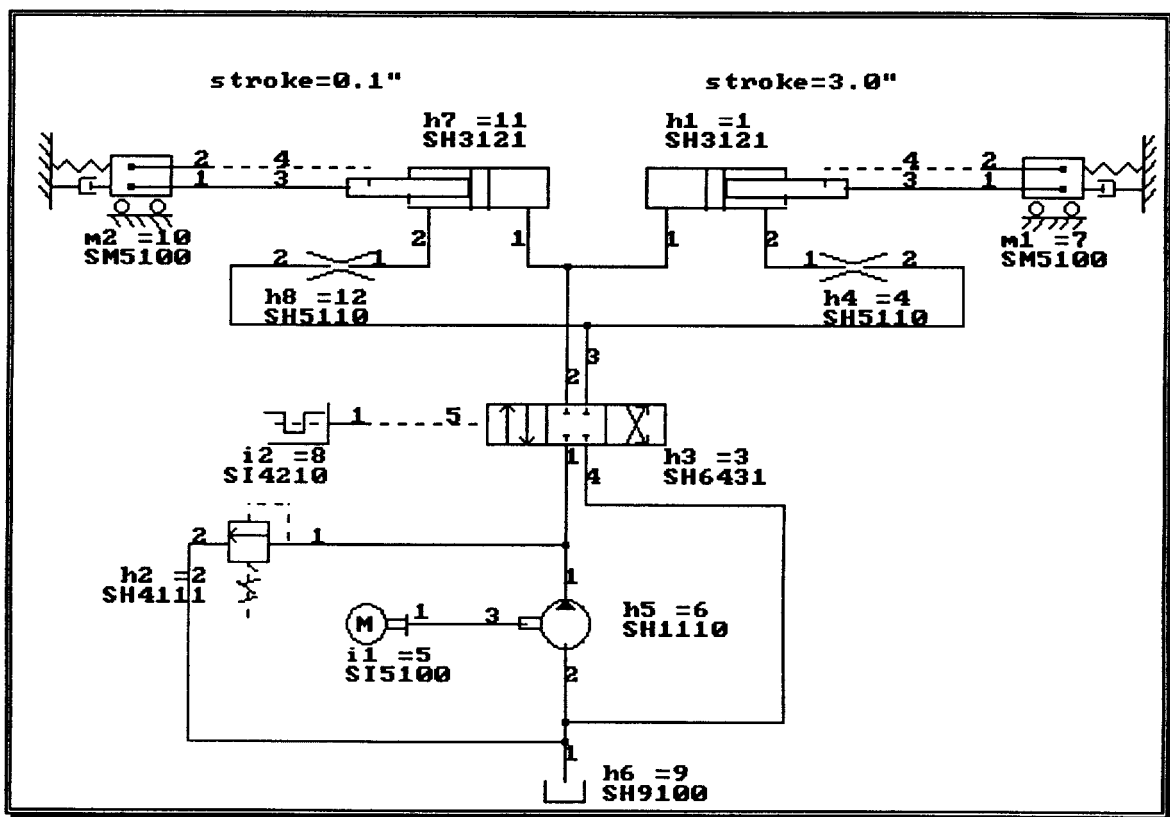 stroke=0.1"
stroke=3.0"
h7 =11
SH3121
h1 =1
SH3121
2 4
1 3
4 2
3 1
m2 =10
SM5100
2
1
1
2
m1 =7
SM5100
2 1
1 2
h8 =12
SH5110
h4 =4
SH5110
3
2
1 5
i2 =8
SI4210
1
4
h3 =3
SH6431
2 1
h2 =2
SH4111
1
M
1 3
h5 =6
SH1110
i1 =5
SI5100
2
1
h6 =9
SH9100